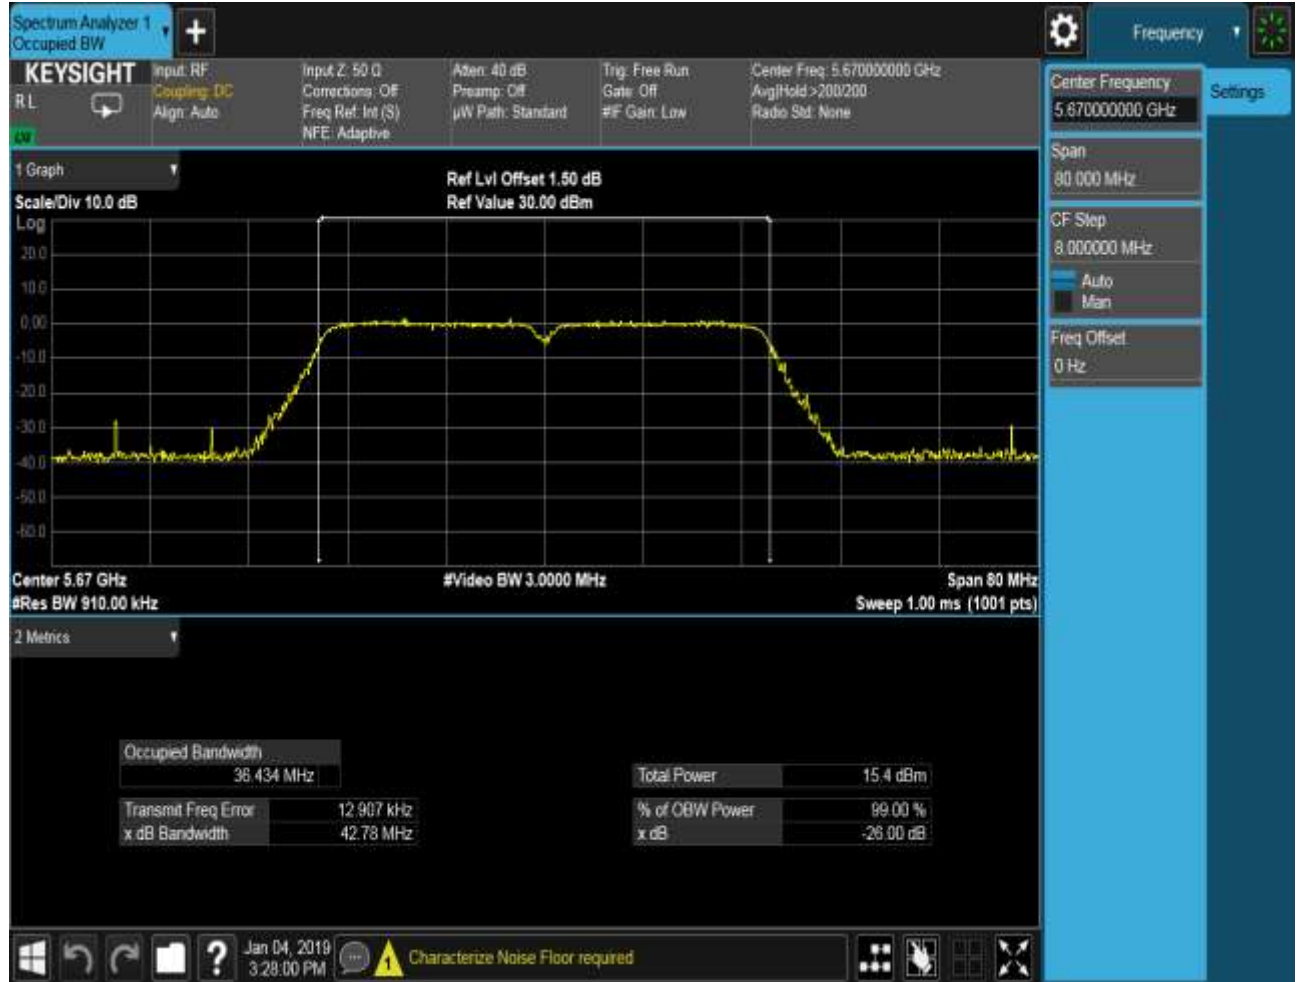 Spectrum Analyzer 1
Occupied BW
Frequency
KEYSIGHT
RL
Input: RF
Coupling: DC
Align: Auto
Input Z: 50 Ω
Corrections: Off
Freq Ref: Int (S)
NFE: Adaptive
Atten: 40 dB
Preamp: Off
µW Path: Standard
Trig: Free Run
Gate: Off
#IF Gain: Low
Center Freq: 5.670000000 GHz
Avg|Hold:>200/200
Radio Std: None
Center Frequency
5.670000000 GHz
Settings
Span
80.000 MHz
CF Step
8.000000 MHz
Auto
Man
Freq Offset
0 Hz
1 Graph
Scale/Div 10.0 dB
Ref Lvl Offset 1.50 dB
Ref Value 30.00 dBm
Log
20.0
10.0
0.00
-10.0
-20.0
-30.0
-40.0
-50.0
-60.0
Center 5.67 GHz
#Video BW 3.0000 MHz
Span 80 MHz
#Res BW 910.00 kHz
Sweep 1.00 ms (1001 pts)
2 Metrics
Occupied Bandwidth
36.434 MHz
Transmit Freq Error 12.907 kHz
x dB Bandwidth 42.78 MHz
Total Power 15.4 dBm
% of OBW Power 99.00 %
x dB -26.00 dB
Jan 04, 2019
3:28:00 PM
1
Characterize Noise Floor required